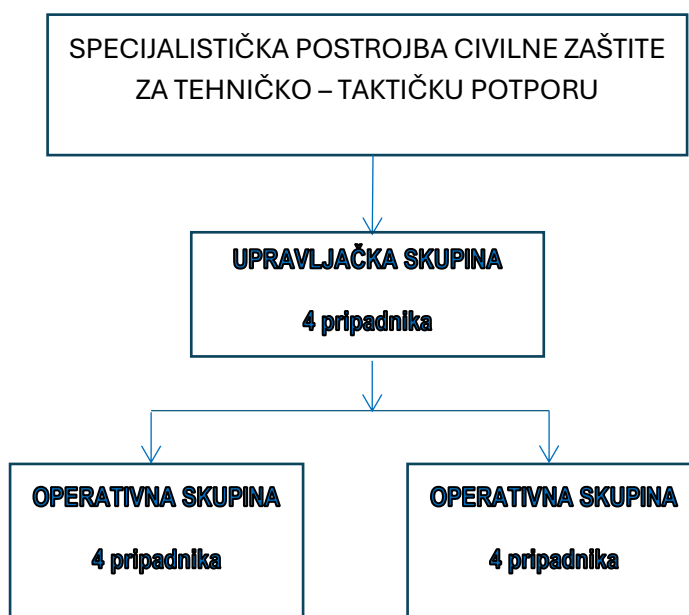 SPECIJALISTIČKA POSTROJBA CIVILNE ZAŠTITE
ZA TEHNIČKO – TAKTIČKU POTPORU
UPRAVLJAČKA SKUPINA
4 pripadnika
OPERATIVNA SKUPINA
4 pripadnika
OPERATIVNA SKUPINA
4 pripadnika